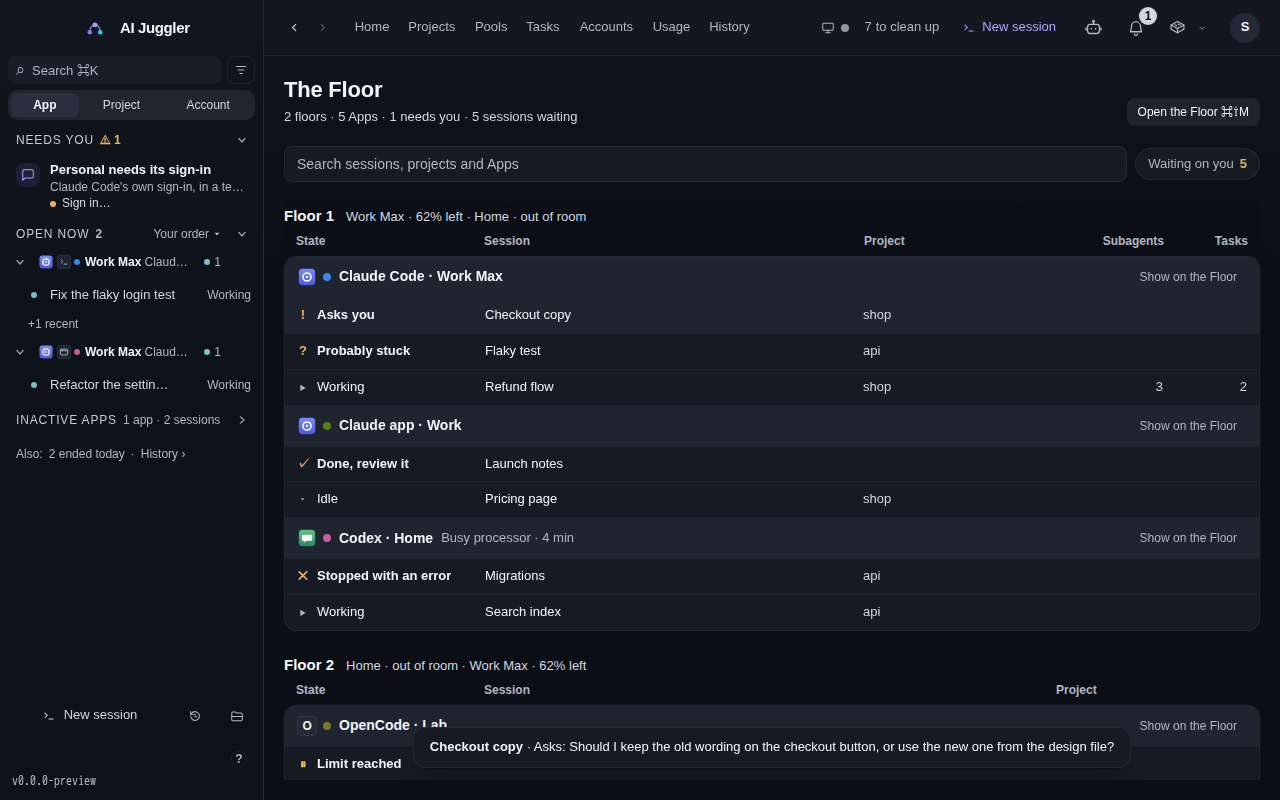 AI Juggler
Search ⌘K
App Project Account
NEEDS YOU 1
Personal needs its sign-in
Claude Code's own sign-in, in a te…
Sign in…
OPEN NOW 2 Your order
Work Max Claud… 1
Fix the flaky login test Working
+1 recent
Work Max Claud… 1
Refactor the settin… Working
INACTIVE APPS 1 app · 2 sessions
Also: 2 ended today · History ›
New session
?
v0.0.0-preview
Home Projects Pools Tasks Accounts Usage History 7 to clean up New session 1 S
The Floor
2 floors · 5 Apps · 1 needs you · 5 sessions waiting
Open the Floor ⌘⇧M
Search sessions, projects and Apps
Waiting on you 5
Floor 1 Work Max · 62% left · Home · out of room
State Session Project Subagents Tasks
Claude Code · Work Max Show on the Floor
! Asks you Checkout copy shop
? Probably stuck Flaky test api
Working Refund flow shop 3 2
Claude app · Work Show on the Floor
✓ Done, review it Launch notes
· Idle Pricing page shop
Codex · Home Busy processor · 4 min Show on the Floor
Stopped with an error Migrations api
Working Search index api
Floor 2 Home · out of room · Work Max · 62% left
State Session Project
O OpenCode · Lab Show on the Floor
Checkout copy · Asks: Should I keep the old wording on the checkout button, or use the new one from the design file?
Limit reached